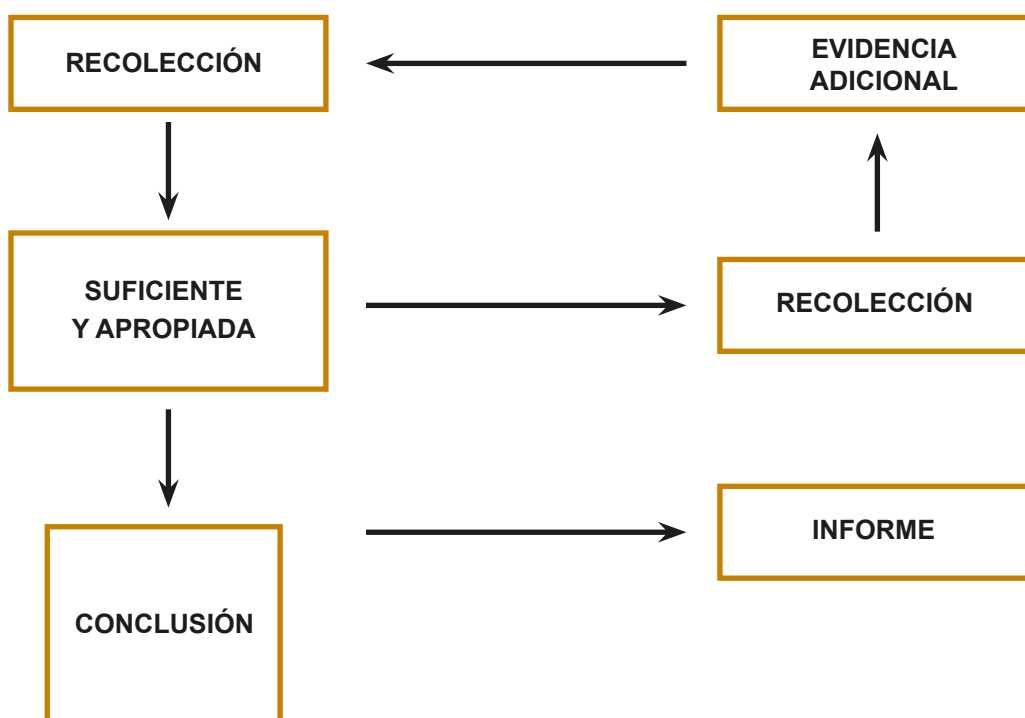 RECOLECCIÓN
EVIDENCIA
ADICIONAL
SUFICIENTE
Y APROPIADA
RECOLECCIÓN
CONCLUSIÓN
INFORME